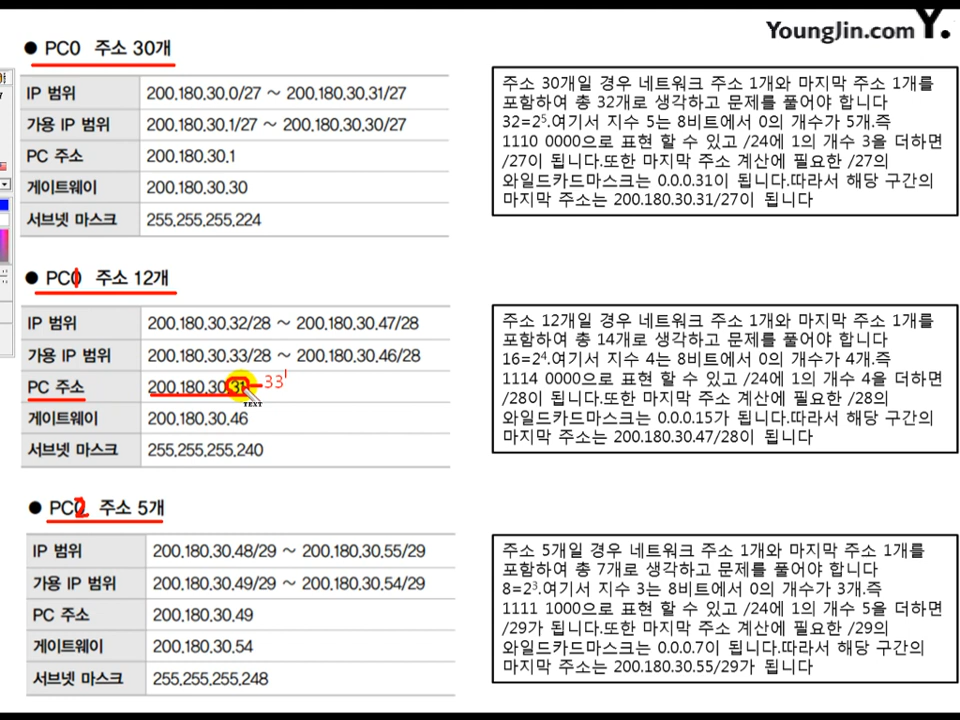 YoungJin.com Y.
● PC0 주소 30개
IP 범위 200.180.30.0/27 ~ 200.180.30.31/27
가용 IP 범위 200.180.30.1/27 ~ 200.180.30.30/27
PC 주소 200.180.30.1
게이트웨이 200.180.30.30
서브넷 마스크 255.255.255.224
주소 30개일 경우 네트워크 주소 1개와 마지막 주소 1개를
포함하여 총 32개로 생각하고 문제를 풀어야 합니다
32=2⁵.여기서 지수 5는 8비트에서 0의 개수가 5개.즉
1110 0000으로 표현 할 수 있고 /24에 1의 개수 3을 더하면
/27이 됩니다.또한 마지막 주소 계산에 필요한 /27의
와일드카드마스크는 0.0.0.31이 됩니다.따라서 해당 구간의
마지막 주소는 200.180.30.31/27이 됩니다
● PC01 주소 12개
IP 범위 200.180.30.32/28 ~ 200.180.30.47/28
가용 IP 범위 200.180.30.33/28 ~ 200.180.30.46/28
PC 주소 200.180.30.31 33
TEXT
게이트웨이 200.180.30.46
서브넷 마스크 255.255.255.240
주소 12개일 경우 네트워크 주소 1개와 마지막 주소 1개를
포함하여 총 14개로 생각하고 문제를 풀어야 합니다
16=2⁴.여기서 지수 4는 8비트에서 0의 개수가 4개.즉
1114 0000으로 표현 할 수 있고 /24에 1의 개수 4을 더하면
/28이 됩니다.또한 마지막 주소 계산에 필요한 /28의
와일드카드마스크는 0.0.0.15가 됩니다.따라서 해당 구간의
마지막 주소는 200.180.30.47/28이 됩니다
● PC02 주소 5개
IP 범위 200.180.30.48/29 ~ 200.180.30.55/29
가용 IP 범위 200.180.30.49/29 ~ 200.180.30.54/29
PC 주소 200.180.30.49
게이트웨이 200.180.30.54
서브넷 마스크 255.255.255.248
주소 5개일 경우 네트워크 주소 1개와 마지막 주소 1개를
포함하여 총 7개로 생각하고 문제를 풀어야 합니다
8=2³.여기서 지수 3는 8비트에서 0의 개수가 3개.즉
1111 1000으로 표현 할 수 있고 /24에 1의 개수 5을 더하면
/29가 됩니다.또한 마지막 주소 계산에 필요한 /29의
와일드카드마스크는 0.0.0.7이 됩니다.따라서 해당 구간의
마지막 주소는 200.180.30.55/29가 됩니다